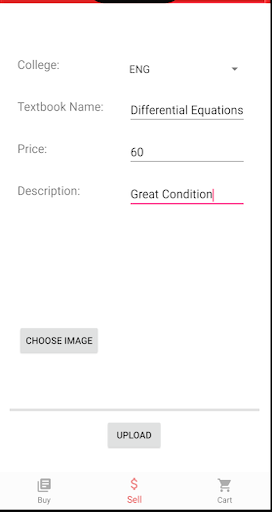 College: ENG
Textbook Name: Differential Equations
Price: 60
Description: Great Condition
CHOOSE IMAGE
UPLOAD
Buy $ Sell Cart